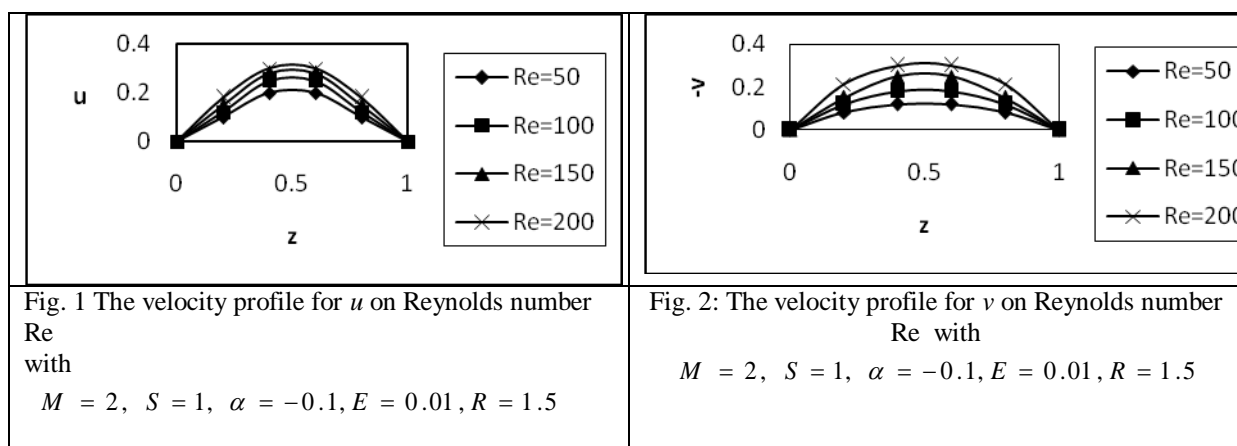 0.4
0.2
0
u
0
0.5
1
z
Re=50
Re=100
Re=150
Re=200
0.4
0.2
0
-v
0
0.5
1
z
Re=50
Re=100
Re=150
Re=200
Fig. 1 The velocity profile for u on Reynolds number
Re
with
M = 2, S = 1, α = −0.1, E = 0.01, R = 1.5
Fig. 2: The velocity profile for v on Reynolds number
Re with
M = 2, S = 1, α = −0.1, E = 0.01, R = 1.5